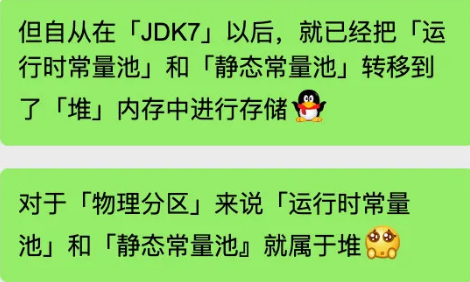 但自从在「JDK7」以后，就已经把「运
行时常量池」和「静态常量池」转移到
了「堆」内存中进行存储
对于「物理分区」来说「运行时常量
池」和「静态常量池』就属于堆